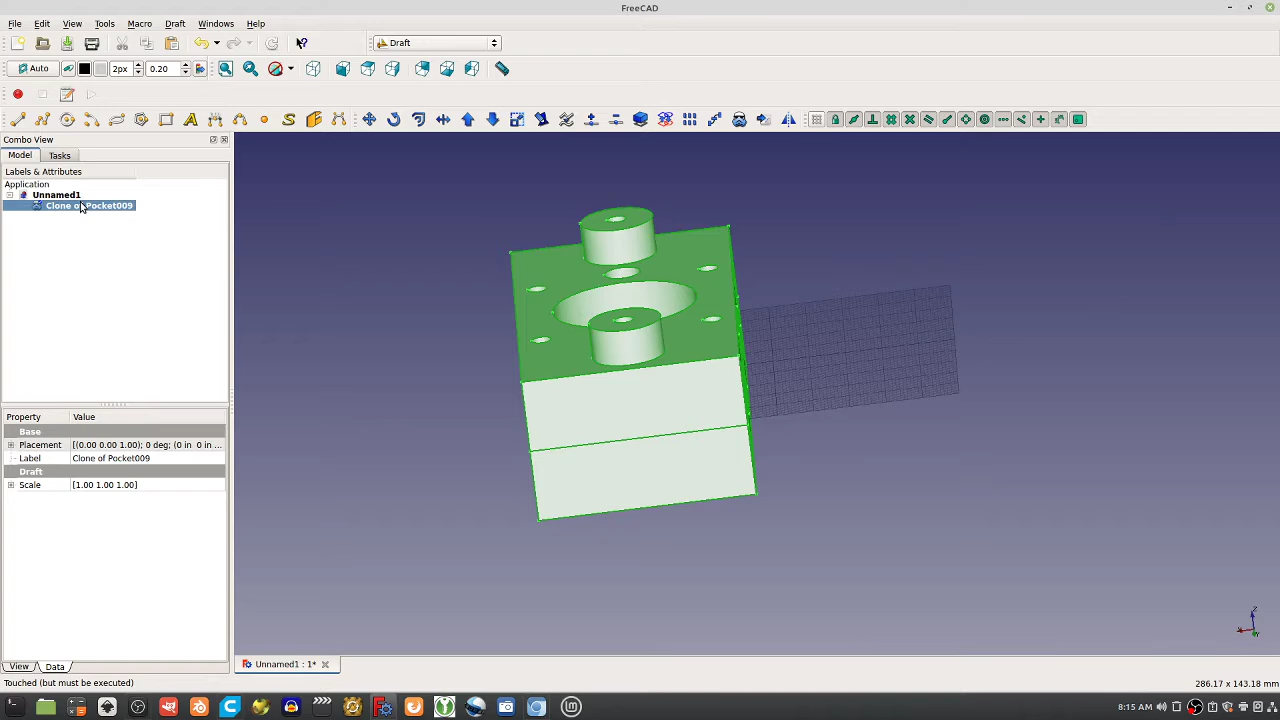 FreeCAD
File Edit View Tools Macro Draft Windows Help
Draft
Auto 2px 0.20
Combo View
Model Tasks
Labels & Attributes
Application
Unnamed1
Clone of Pocket009
Property Value
Base
Placement [(0.00 0.00 1.00); 0 deg; (0 in 0 in ...
Label Clone of Pocket009
Draft
Scale [1.00 1.00 1.00]
View Data
Unnamed1 : 1*
Touched (but must be executed) 286.17 x 143.18 mm
8:15 AM